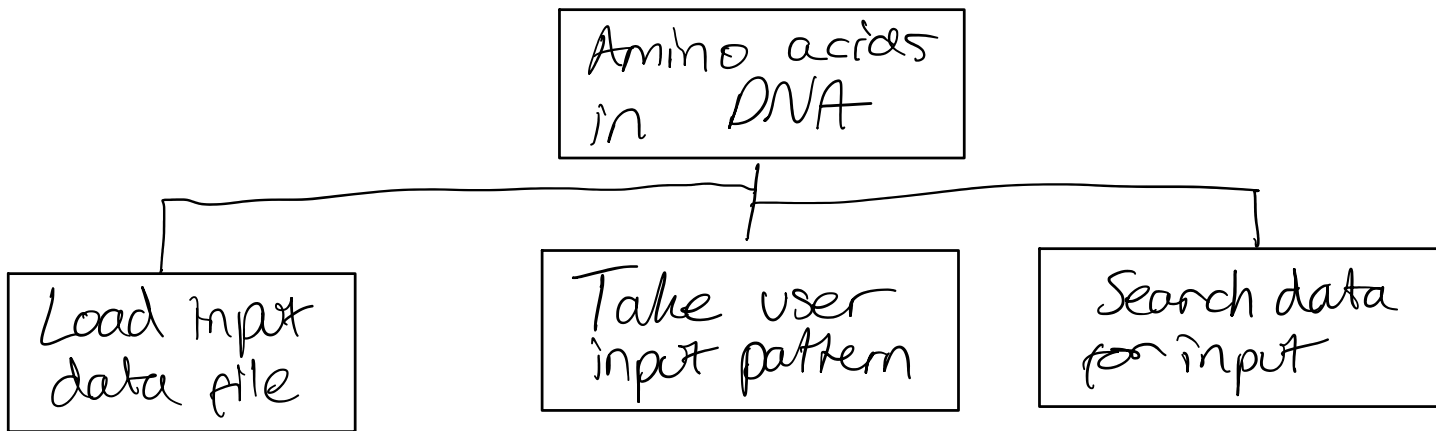 Amino acids
in DNA
Load input
data file
Take user
input pattern
Search data
for input